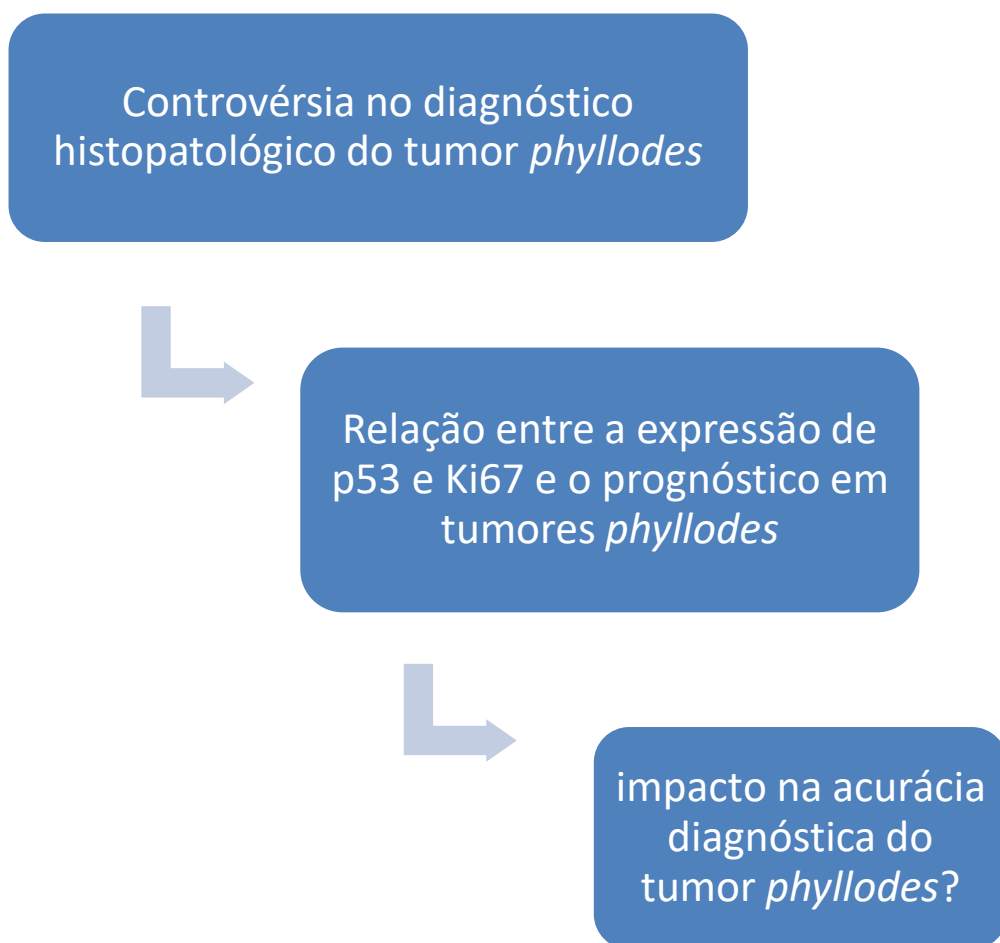 Controvérsia no diagnóstico
histopatológico do tumor phyllodes
Relação entre a expressão de
p53 e Ki67 e o prognóstico em
tumores phyllodes
impacto na acurácia
diagnóstica do
tumor phyllodes?